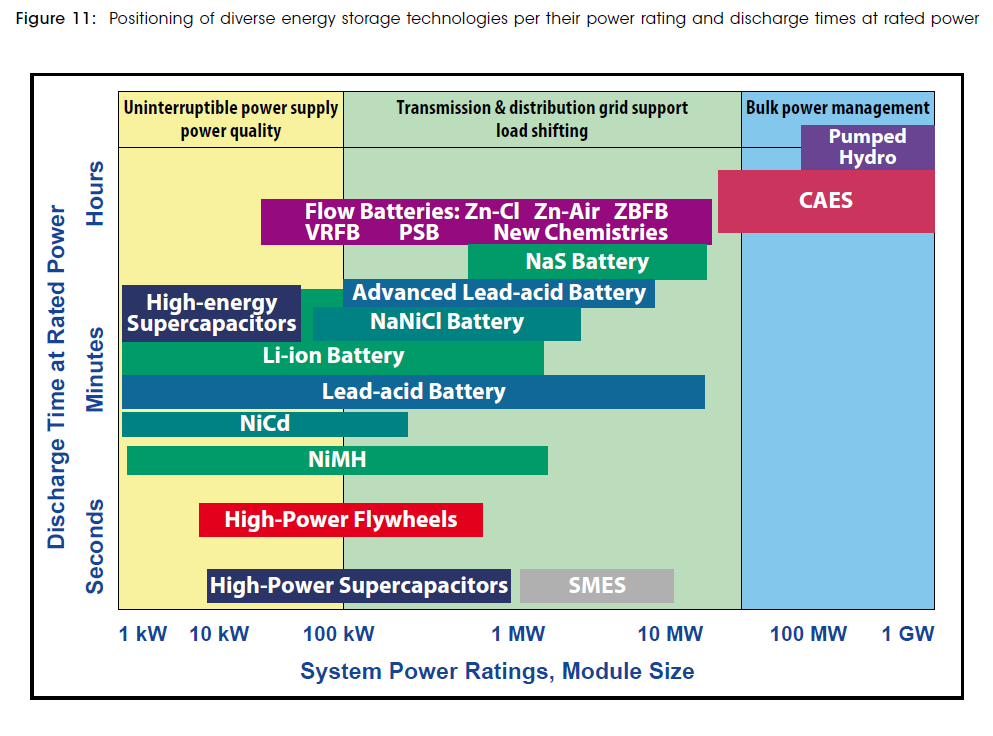 Figure 11: Positioning of diverse energy storage technologies per their power rating and discharge times at rated power
Uninterruptible power supply
power quality
Transmission & distribution grid support
load shifting
Bulk power management
Pumped
Hydro
CAES
Flow Batteries: Zn-Cl Zn-Air ZBFB
VRFB PSB New Chemistries
NaS Battery
Advanced Lead-acid Battery
High-energy
Supercapacitors
NaNiCl Battery
Li-ion Battery
Lead-acid Battery
NiCd
NiMH
High-Power Flywheels
High-Power Supercapacitors
SMES
Discharge Time at Rated Power
Hours
Minutes
Seconds
1 kW 10 kW 100 kW 1 MW 10 MW 100 MW 1 GW
System Power Ratings, Module Size